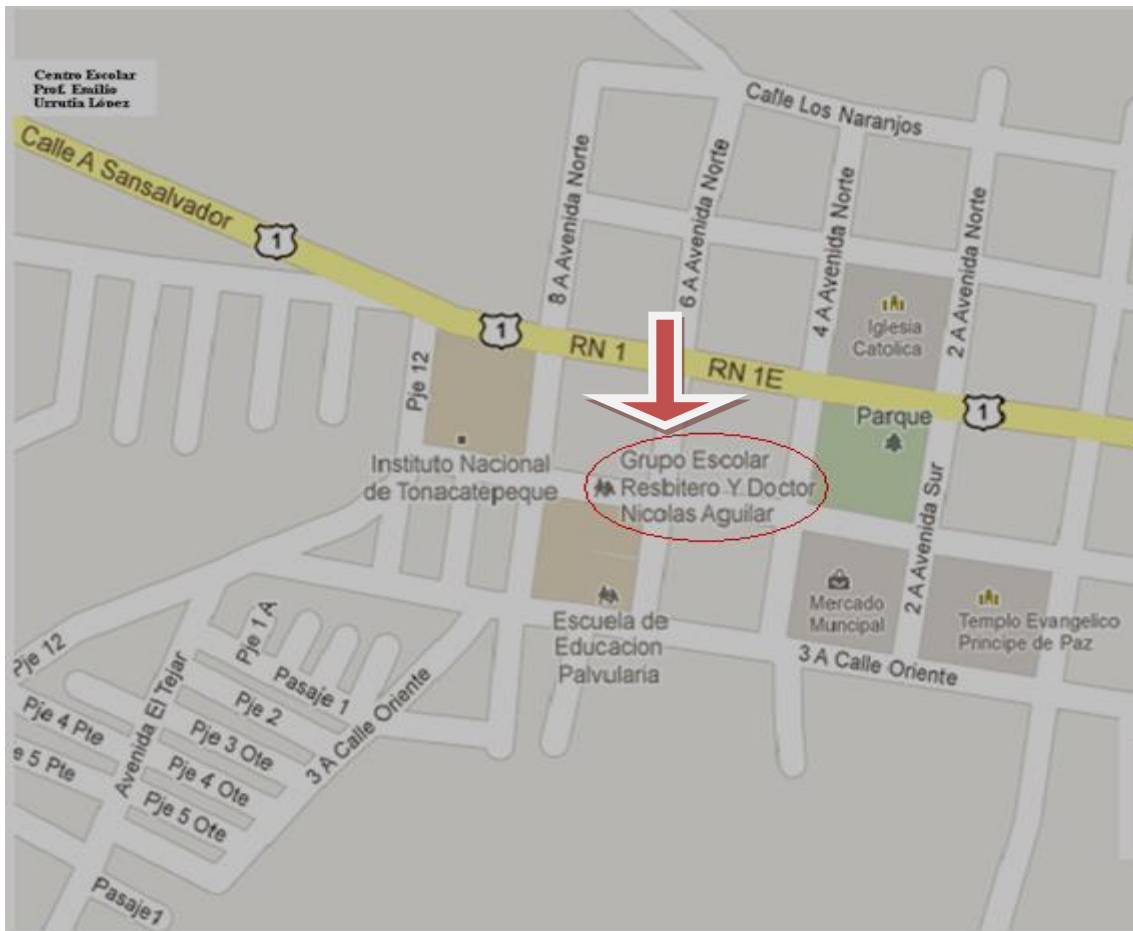 Centro Escolar
Prof. Emilio
Urrutia López
Calle A Sansalvador
1
Calle Los Naranjos
8 A Avenida Norte
6 A Avenida Norte
4 A Avenida Norte
2 A Avenida Norte
Iglesia
Catolica
1
RN 1
RN 1E
1
Pje 12
Parque
Instituto Nacional
de Tonacatepeque
Grupo Escolar
Resbitero Y Doctor
Nicolas Aguilar
2 A Avenida Sur
Escuela de
Educacion
Palvularia
Mercado
Muncipal
Templo Evangelico
Principe de Paz
3 A Calle Oriente
Pje 12
Pje 1 A
Pasaje 1
Pje 2
Pje 3 Ote
Pje 4 Ote
Pje 5 Ote
Avenida El Tejar
3 A Calle Oriente
Pje 4 Pte
e 5 Pte
Pasaje1